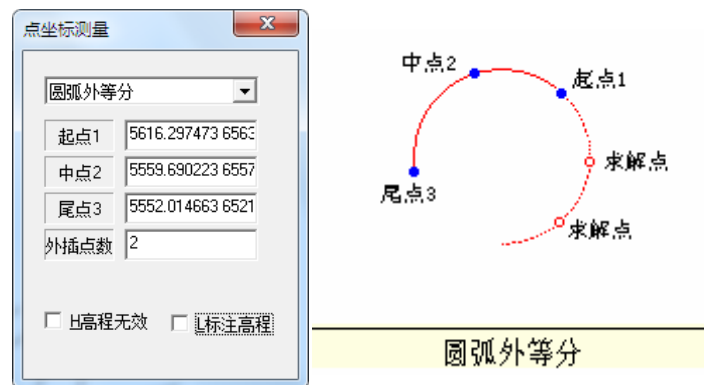 点坐标测量
圆弧外等分
起点1 5616.297473 6563
中点2 5559.690223 6557
尾点3 5552.014663 6521
外插点数 2
H高程无效 L标注高程
中点2
起点1
求解点
尾点3
求解点
圆弧外等分